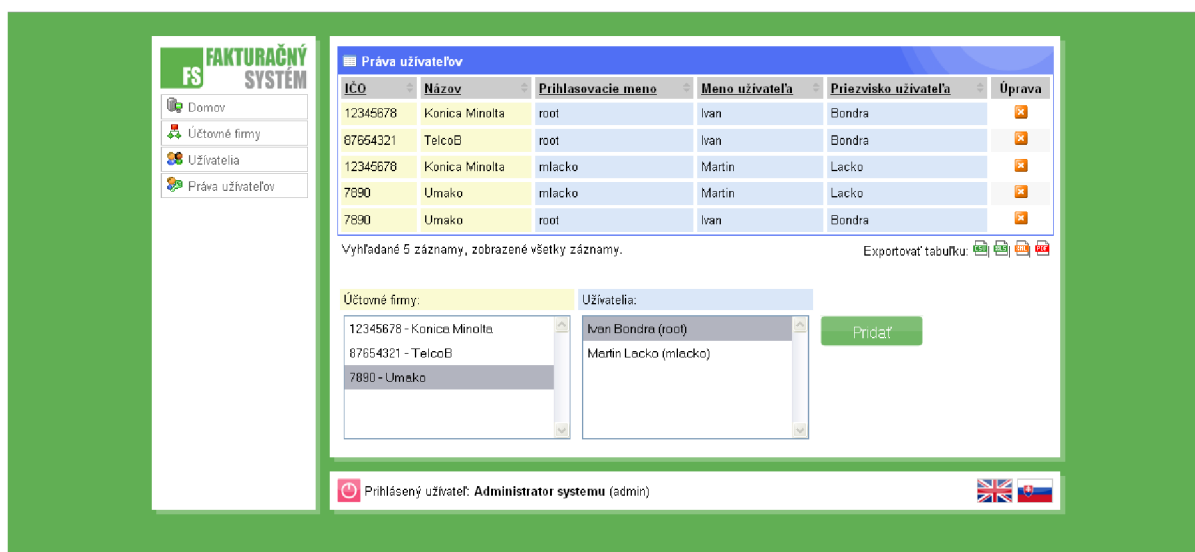 FAKTURAČNÝ
FS SYSTÉM
Domov
Účtovné firmy
Užívatelia
Práva užívateľov
Práva užívateľov
IČO Názov Prihlasovacie meno Meno užívateľa Priezvisko užívateľa Úprava
12345678 Konica Minolta root Ivan Bondra
87654321 TelcoB root Ivan Bondra
12345678 Konica Minolta mlacko Martin Lacko
7890 Umako mlacko Martin Lacko
7890 Umako root Ivan Bondra
Vyhľadané 5 záznamy, zobrazené všetky záznamy. Exportovať tabuľku: CSV XLS XML PDF
Účtovné firmy: Užívatelia:
12345678 - Konica Minolta Ivan Bondra (root) Pridať
87654321 - TelcoB Martin Lacko (mlacko)
7890 - Umako
Prihlásený užívateľ: Administrator systemu (admin)